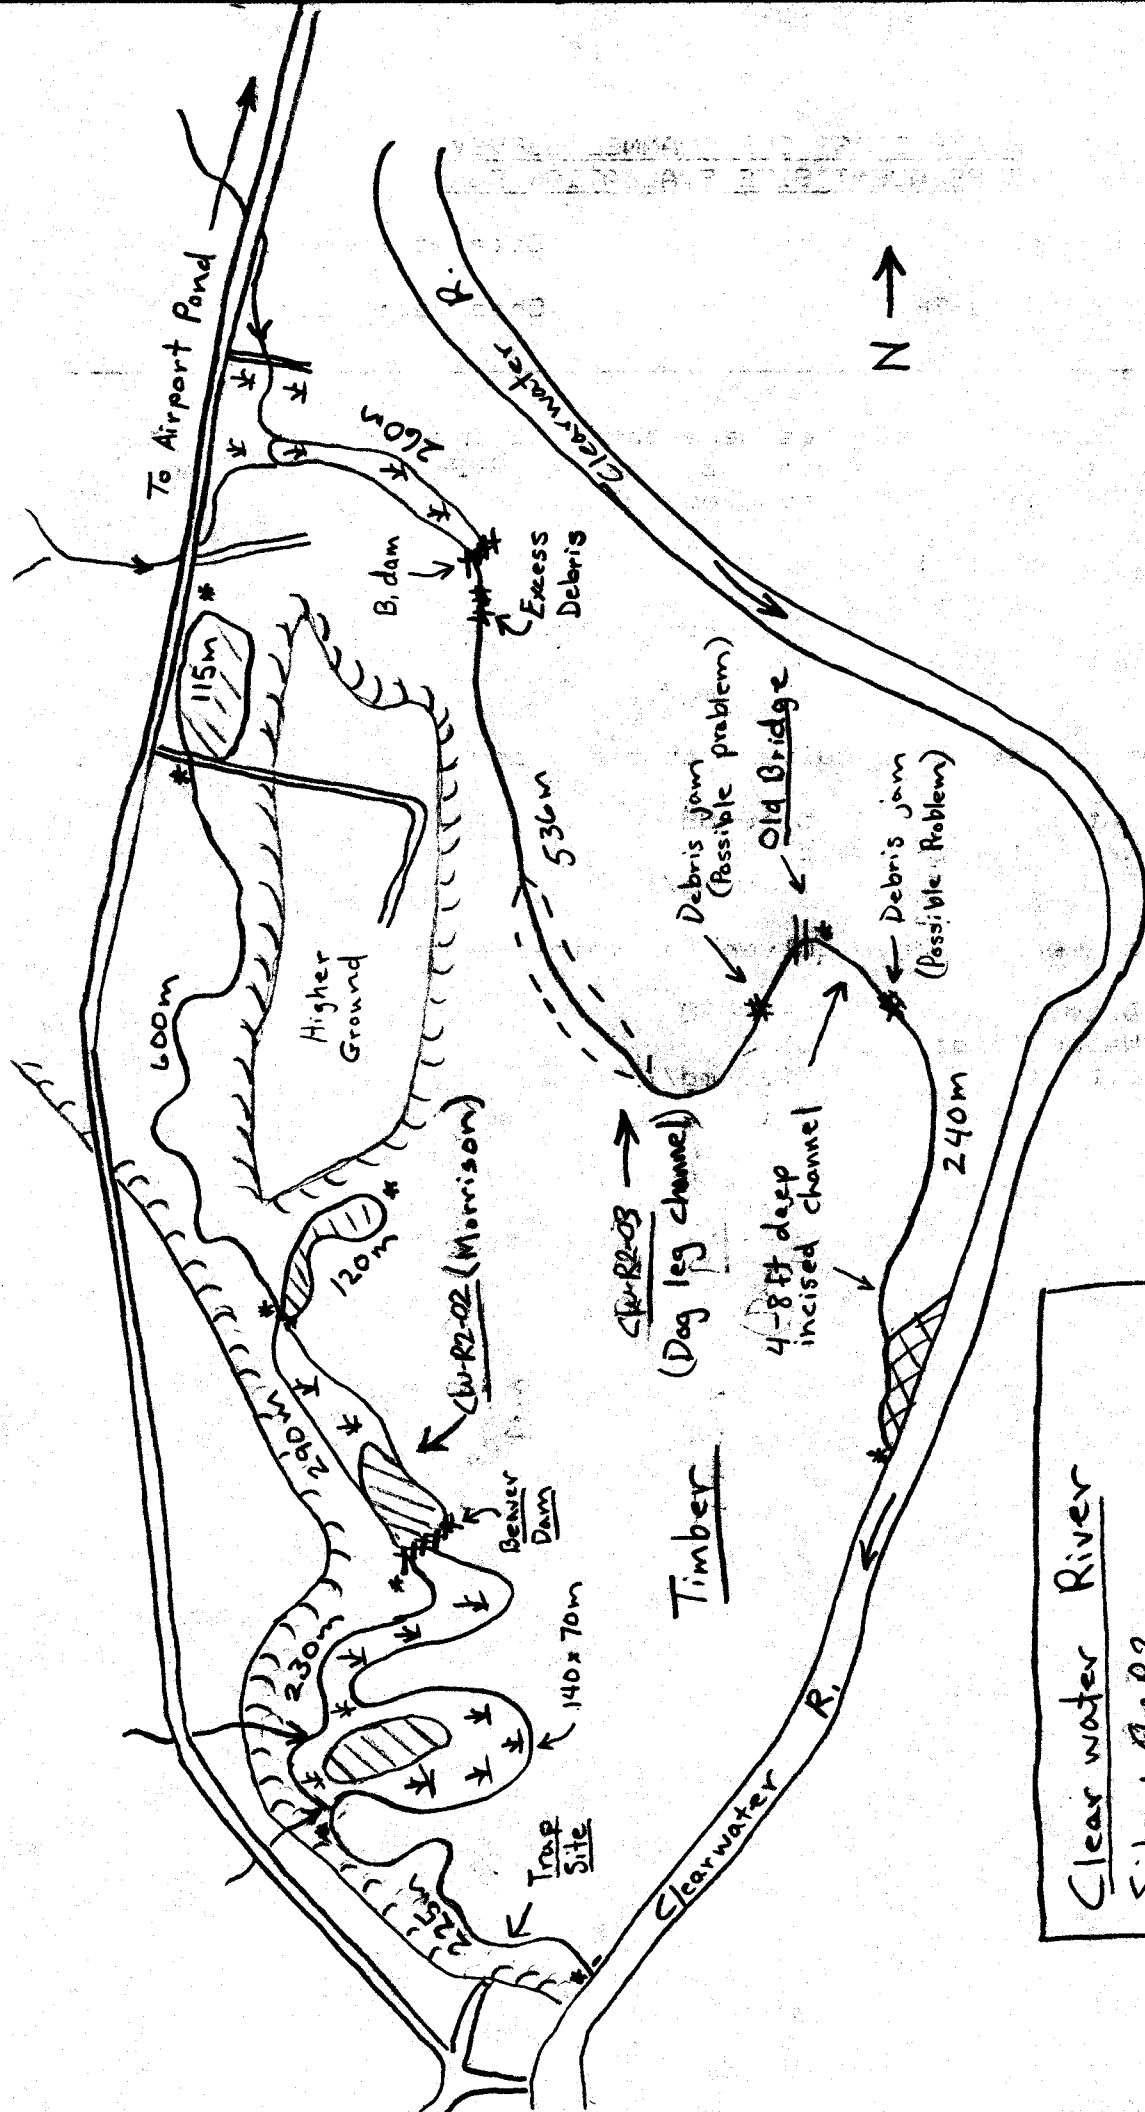 To Airport Pond
R.
Clearwater
N
260m
B. dam
Excess
Debris
115m
536m
Debris jam
(Possible problem)
Old Bridge
Debris jam
(Possible Problem)
600m
Higher
Ground
120m
CW-R2-02 (Morrison)
CW-R2-03
(Dog leg channel)
4-8 ft deep
incised channel
240m
290m
Beaver
Dam
Timber
230m
140 x 70m
Trap
Site
225m
Clearwater
R.
Clearwater River